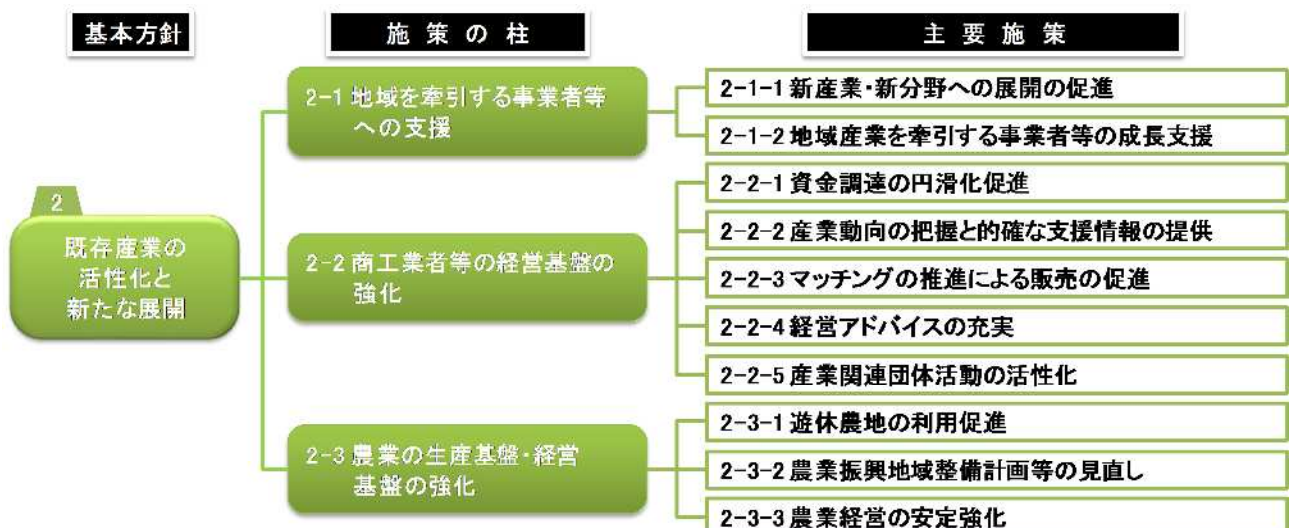 基本方針
施策の柱
主要施策
2
既存産業の
活性化と
新たな展開
2-1 地域を牽引する事業者等
への支援
2-1-1 新産業・新分野への展開の促進
2-1-2 地域産業を牽引する事業者等の成長支援
2-2 商工業者等の経営基盤の
強化
2-2-1 資金調達の円滑化促進
2-2-2 産業動向の把握と的確な支援情報の提供
2-2-3 マッチングの推進による販売の促進
2-2-4 経営アドバイスの充実
2-2-5 産業関連団体活動の活性化
2-3 農業の生産基盤・経営
基盤の強化
2-3-1 遊休農地の利用促進
2-3-2 農業振興地域整備計画等の見直し
2-3-3 農業経営の安定強化